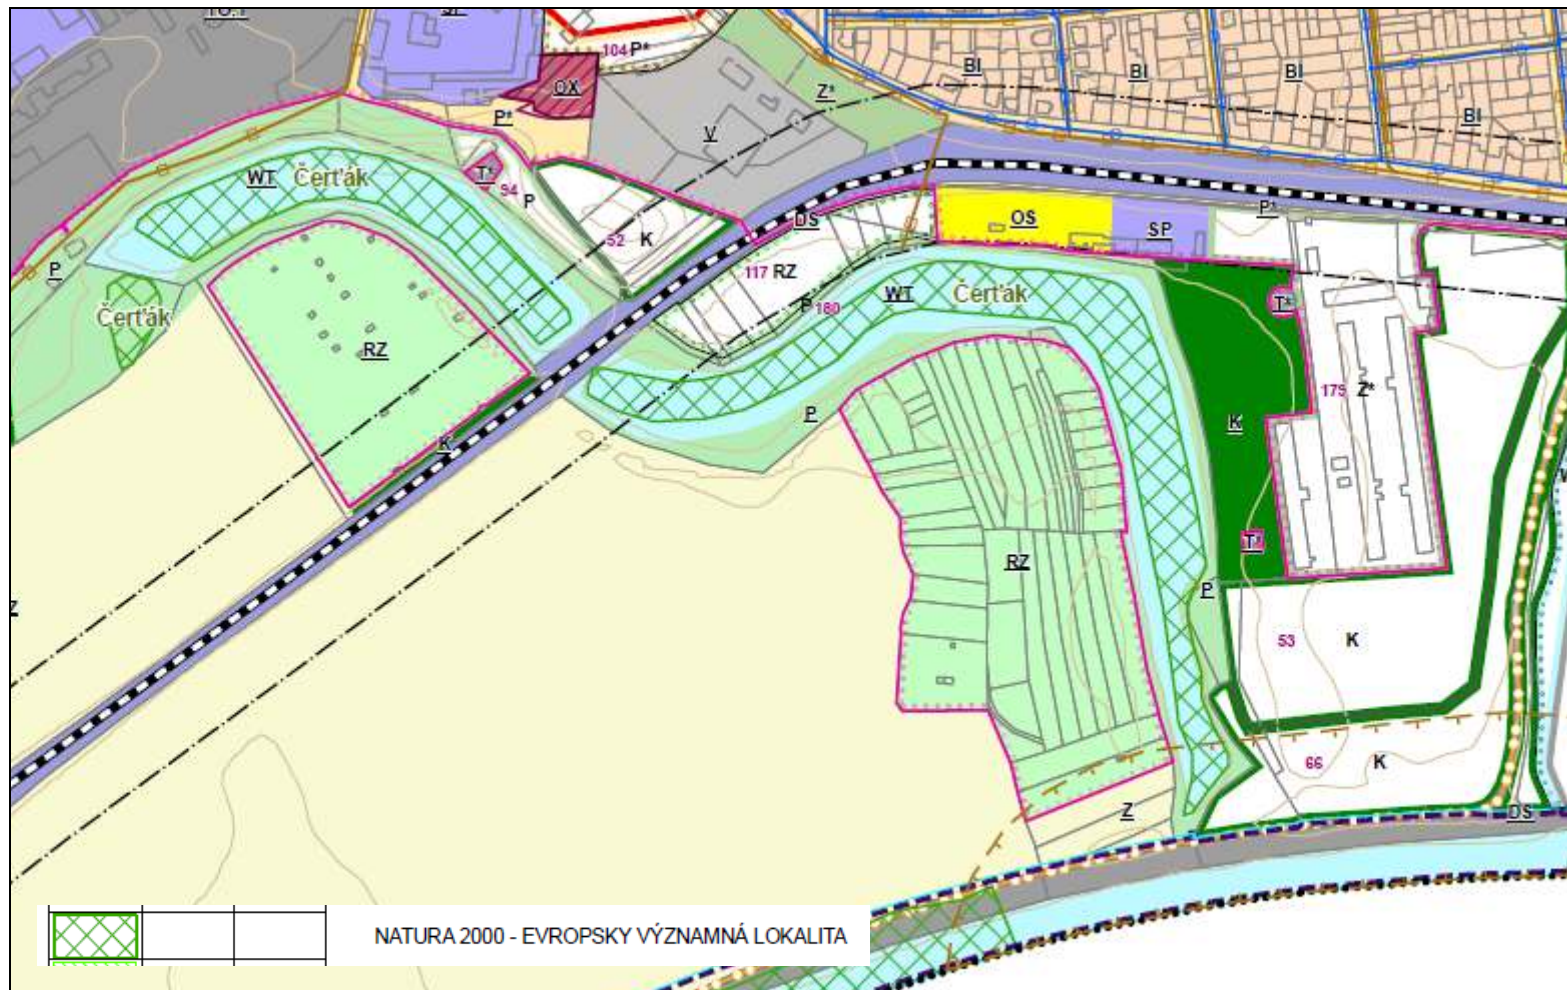 104 P*
OX
P*
V
Z*
BI
BI
BI
BI
WT Čerťák
T*
94
P
52
K
DS
OS
SP
P*
P
Čerťák
117 RZ
P
180
WT
Čerťák
T*
RZ
175
Z*
P
K
K
T*
RZ
P
Z
53
K
66
K
Z
DS
NATURA 2000 - EVROPSKY VÝZNAMNÁ LOKALITA